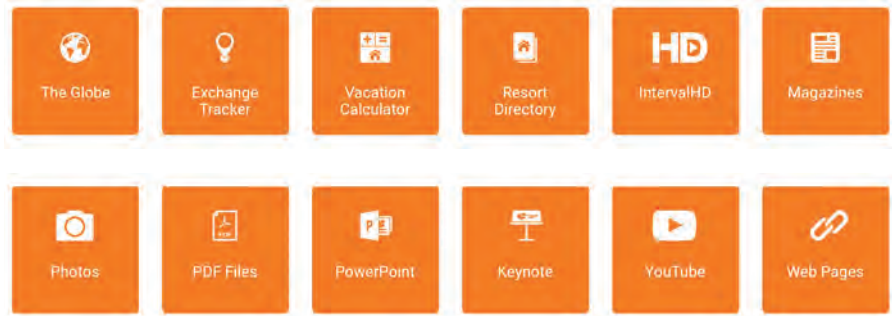 HD
The Globe
Exchange
Tracker
Vacation
Calculator
Resort
Directory
IntervalHD
Magazines
P
Photos
PDF Files
PowerPoint
Keynote
YouTube
Web Pages